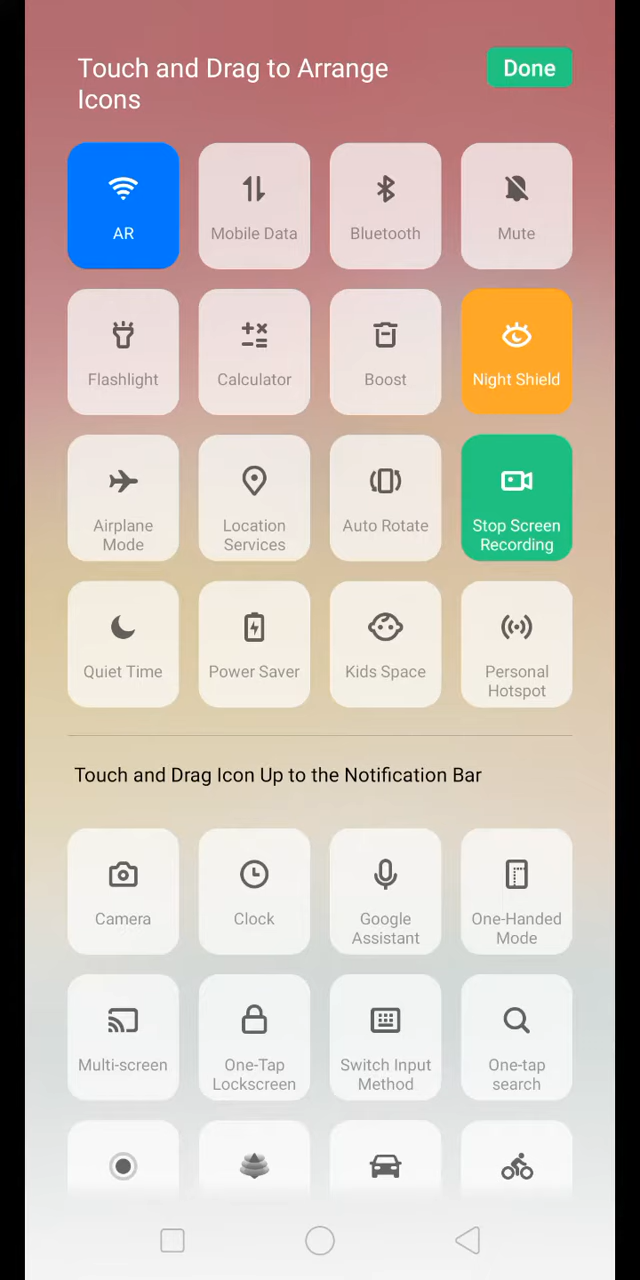 Touch and Drag to Arrange
Icons
Done
AR
Mobile Data
Bluetooth
Mute
Flashlight
Calculator
Boost
Night Shield
Airplane
Mode
Location
Services
Auto Rotate
Stop Screen
Recording
Quiet Time
Power Saver
Kids Space
Personal
Hotspot
Touch and Drag Icon Up to the Notification Bar
Camera
Clock
Google
Assistant
One-Handed
Mode
Multi-screen
One-Tap
Lockscreen
Switch Input
Method
One-tap
search